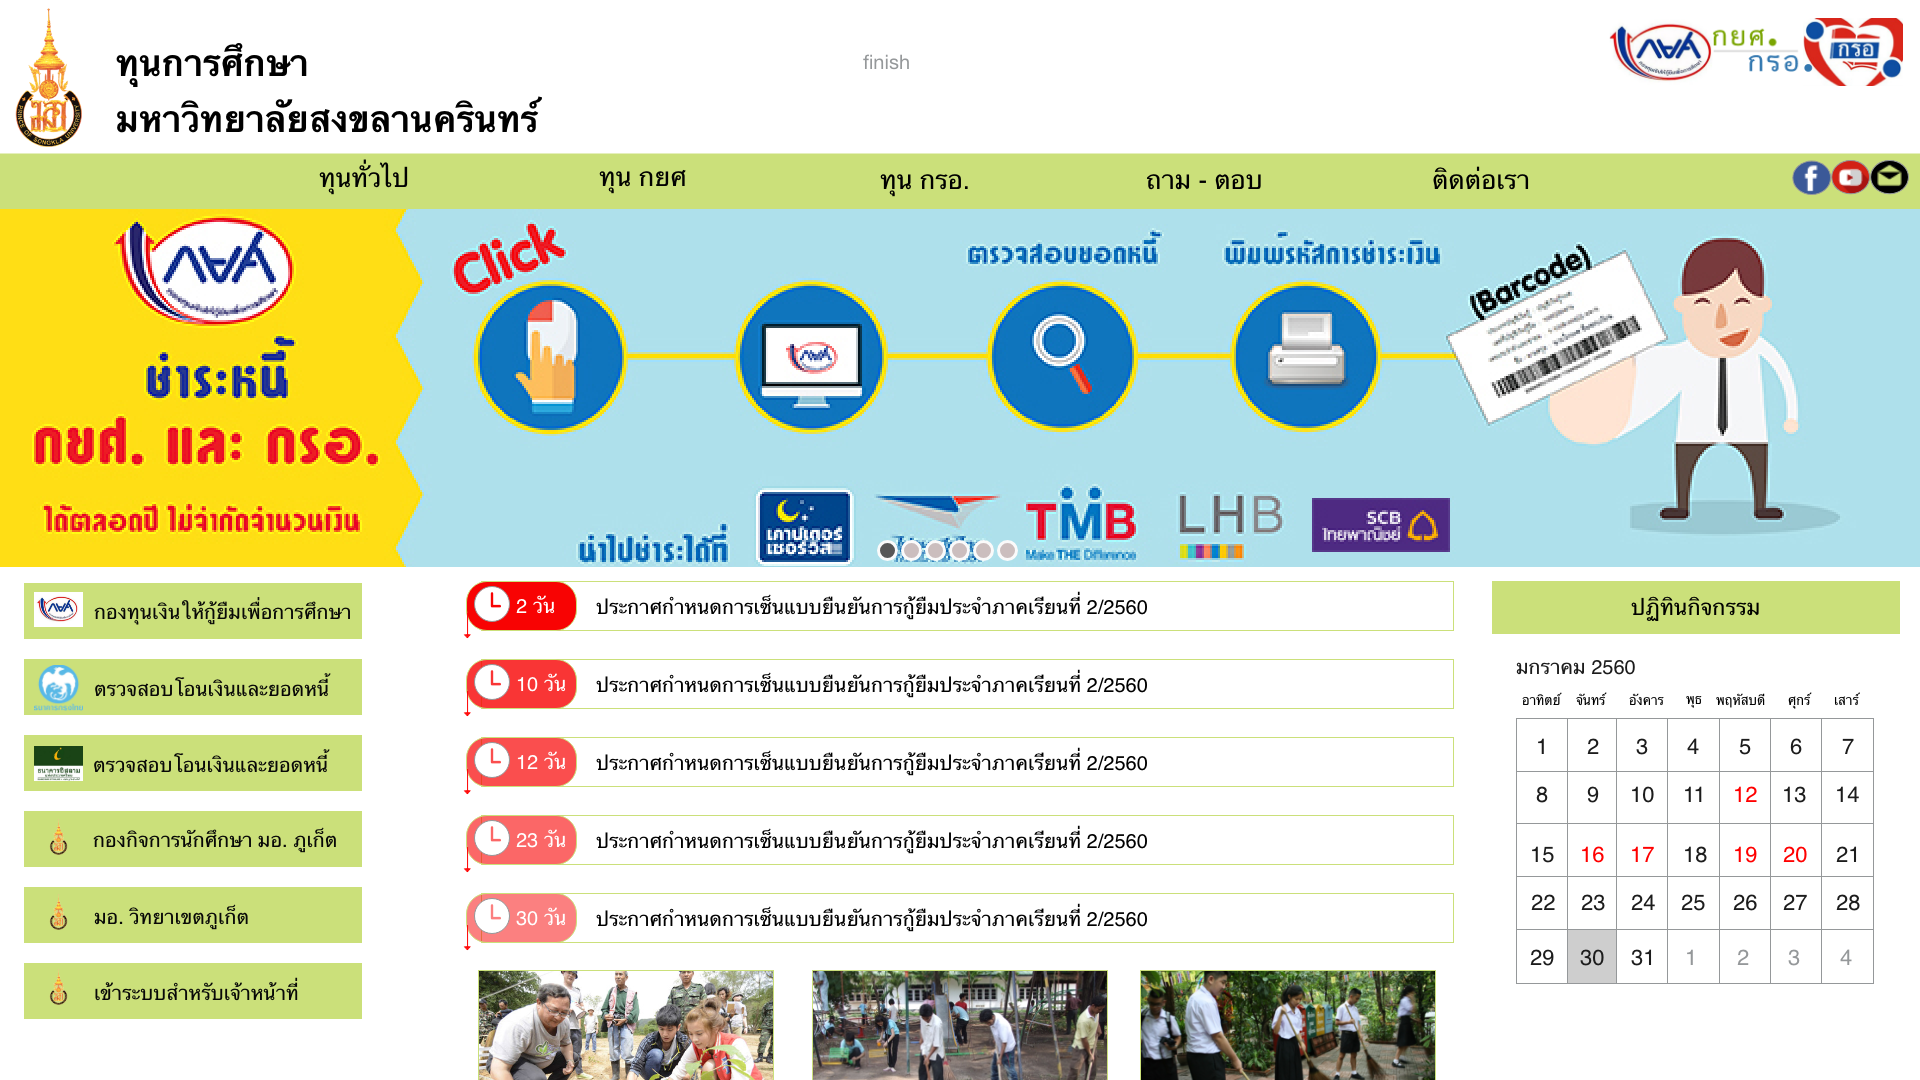 ทุนการศึกษา
มหาวิทยาลัยสงขลานครินทร์
finish
กยศ.
กรอ.
กรอ
ทุนทั่วไป
ทุน กยศ
ทุน กรอ.
ถาม - ตอบ
ติดต่อเรา
กยศ
ชำระหนี้
กยศ. และ กรอ.
ได้ตลอดปี ไม่จำกัดจำนวนเงิน
Click
ตรวจสอบยอดหนี้
พิมพ์รหัสการชำระเงิน
(Barcode)
นำไปชำระได้ที่
เคาน์เตอร์
เซอร์วิส
TMB
Make THE Difference
LHB
SCB
ไทยพาณิชย์
กองทุนเงินให้กู้ยืมเพื่อการศึกษา
ตรวจสอบโอนเงินและยอดหนี้
ตรวจสอบโอนเงินและยอดหนี้
กองกิจการนักศึกษา มอ. ภูเก็ต
มอ. วิทยาเขตภูเก็ต
เข้าระบบสำหรับเจ้าหน้าที่
2 วัน ประกาศกำหนดการเซ็นแบบยืนยันการกู้ยืมประจำภาคเรียนที่ 2/2560
10 วัน ประกาศกำหนดการเซ็นแบบยืนยันการกู้ยืมประจำภาคเรียนที่ 2/2560
12 วัน ประกาศกำหนดการเซ็นแบบยืนยันการกู้ยืมประจำภาคเรียนที่ 2/2560
23 วัน ประกาศกำหนดการเซ็นแบบยืนยันการกู้ยืมประจำภาคเรียนที่ 2/2560
30 วัน ประกาศกำหนดการเซ็นแบบยืนยันการกู้ยืมประจำภาคเรียนที่ 2/2560
ปฏิทินกิจกรรม
มกราคม 2560
อาทิตย์ จันทร์ อังคาร พุธ พฤหัสบดี ศุกร์ เสาร์
1 2 3 4 5 6 7
8 9 10 11 12 13 14
15 16 17 18 19 20 21
22 23 24 25 26 27 28
29 30 31 1 2 3 4